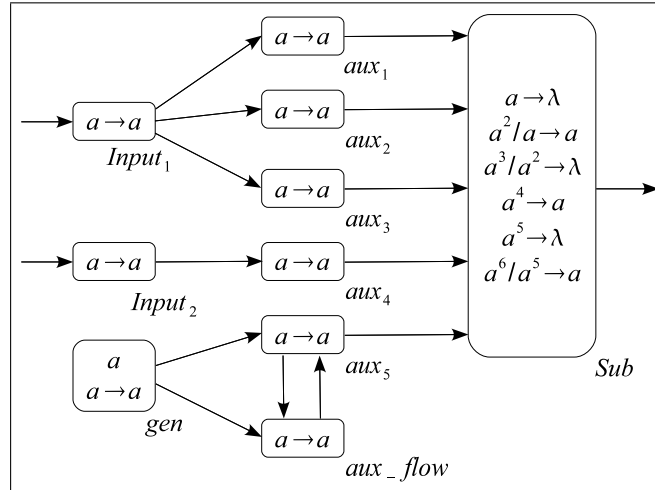 a→a
aux₁
a→a
Input₁
a→a
aux₂
a→a
aux₃
a→a
Input₂
a→a
aux₄
a
a→a
gen
a→a
aux₅
a→a
aux_flow
a→λ
a²/a→a
a³/a²→λ
a⁴→a
a⁵→λ
a⁶/a⁵→a
Sub